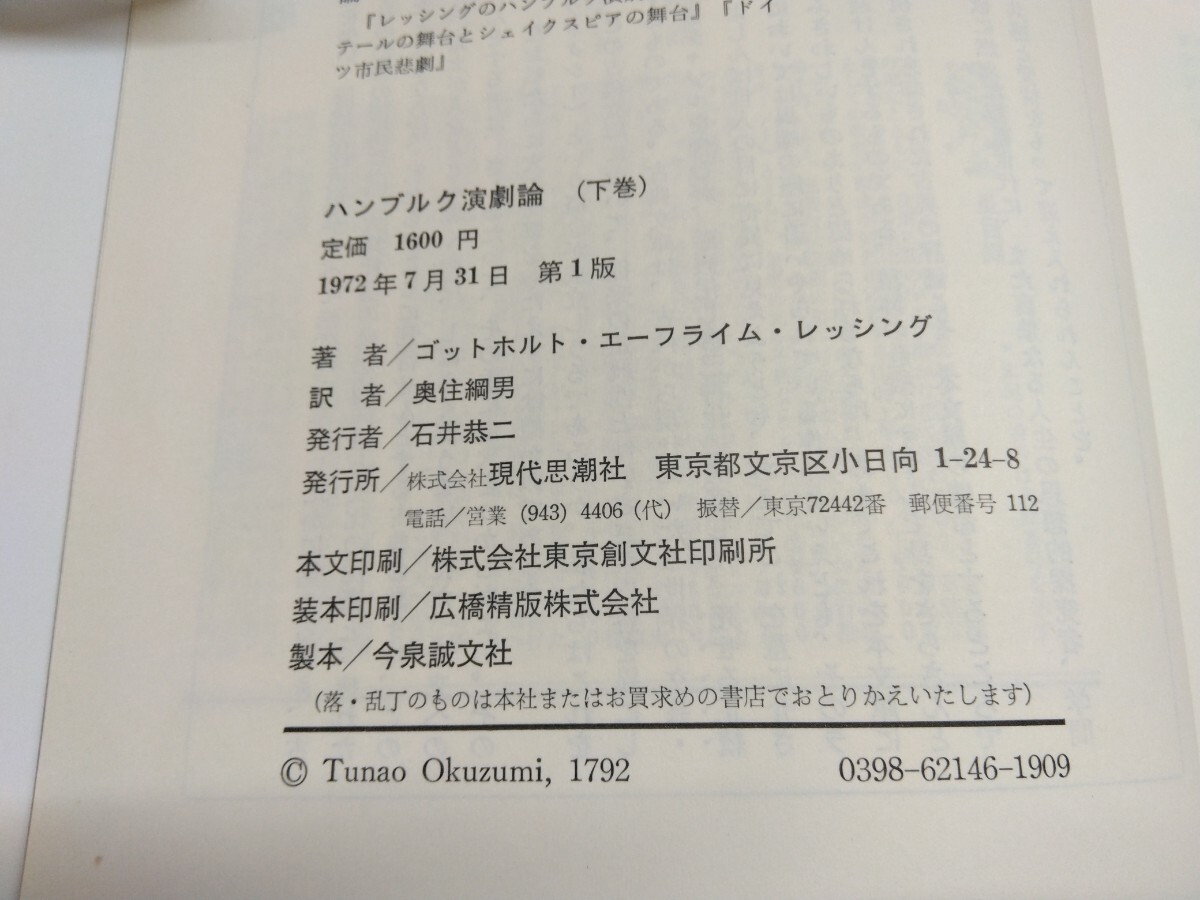 『レッシングのハンブルク演劇
テールの舞台とシェイクスピアの舞台』『ドイ
ツ市民悲劇』
ハンブルク演劇論 (下巻)
定価 1600 円
1972年7月31日 第1版
著 者/ゴットホルト・エーフライム・レッシング
訳 者/奥住綱男
発行者/石井恭二
発行所/株式会社現代思潮社 東京都文京区小日向 1-24-8
電話/営業 (943) 4406 (代) 振替/東京72442番 郵便番号 112
本文印刷/株式会社東京創文社印刷所
装本印刷/広橋精版株式会社
製本/今泉誠文社
(落・乱丁のものは本社またはお買求めの書店でおとりかえいたします)
© Tunao Okuzumi, 1792 0398-62146-1909